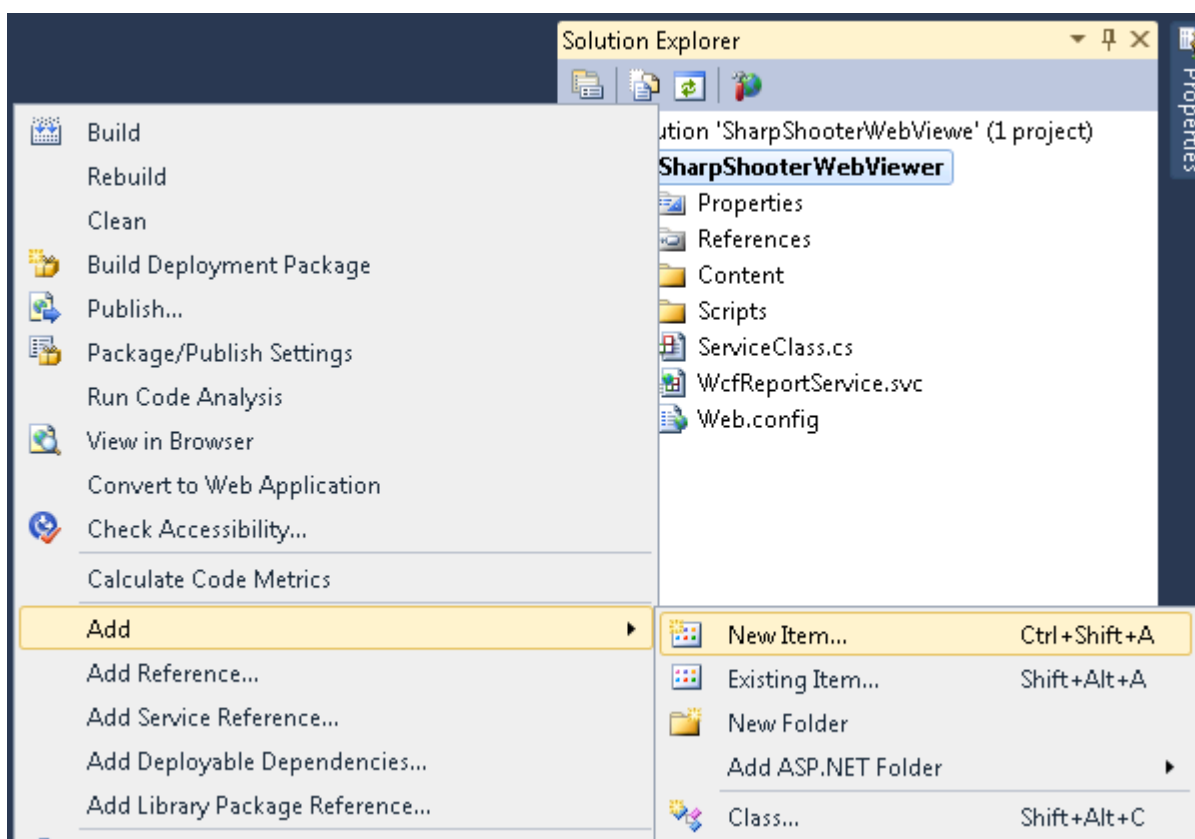 Solution Explorer
Properties
ution 'SharpShooterWebViewe' (1 project)
SharpShooterWebViewer
Properties
References
Content
Scripts
ServiceClass.cs
WcfReportService.svc
Web.config
Build
Rebuild
Clean
Build Deployment Package
Publish...
Package/Publish Settings
Run Code Analysis
View in Browser
Convert to Web Application
Check Accessibility...
Calculate Code Metrics
Add
Add Reference...
Add Service Reference...
Add Deployable Dependencies...
Add Library Package Reference...
New Item... Ctrl+Shift+A
Existing Item... Shift+Alt+A
New Folder
Add ASP.NET Folder
Class... Shift+Alt+C